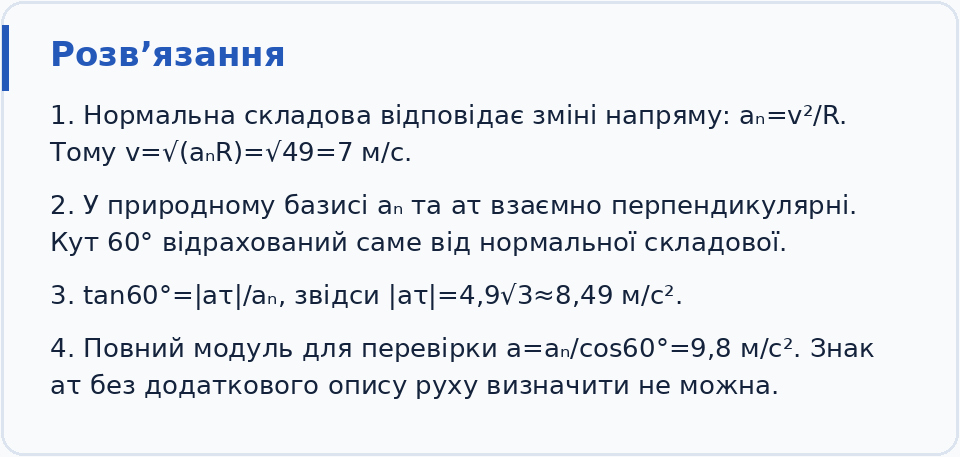 Розв’язання
1. Нормальна складова відповідає зміні напряму: aₙ=v²/R.
Тому v=√(aₙR)=√49=7 м/с.
2. У природному базисі aₙ та aτ взаємно перпендикулярні.
Кут 60° відрахований саме від нормальної складової.
3. tan60°=|aτ|/aₙ, звідси |aτ|=4,9√3≈8,49 м/с².
4. Повний модуль для перевірки a=aₙ/cos60°=9,8 м/с². Знак
aτ без додаткового опису руху визначити не можна.